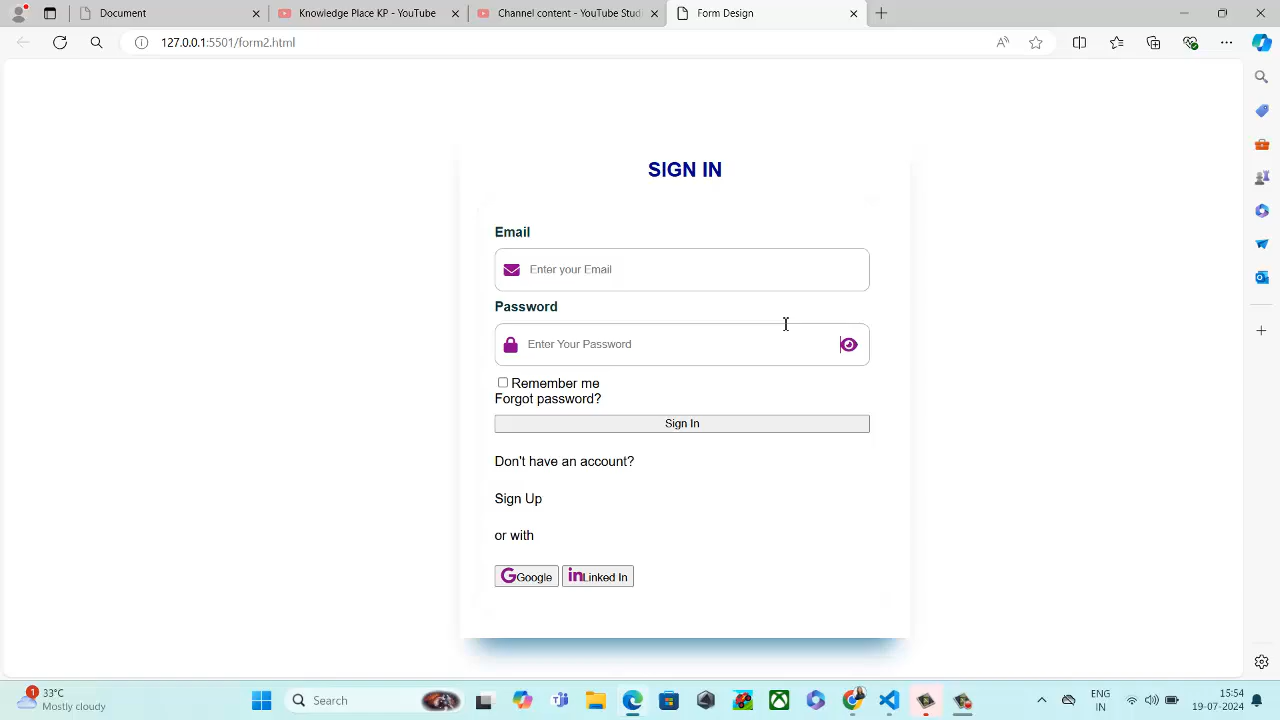 Document
Knowledge Place KP - YouTube
Channel content - YouTube Stud
Form Design
127.0.0.1:5501/form2.html
SIGN IN
Email
Enter your Email
Password
Enter Your Password
Remember me
Forgot password?
Sign In
Don't have an account?
Sign Up
or with
Google
Linked In
1
33°C
Mostly cloudy
Search
ENG
IN
15:54
19-07-2024